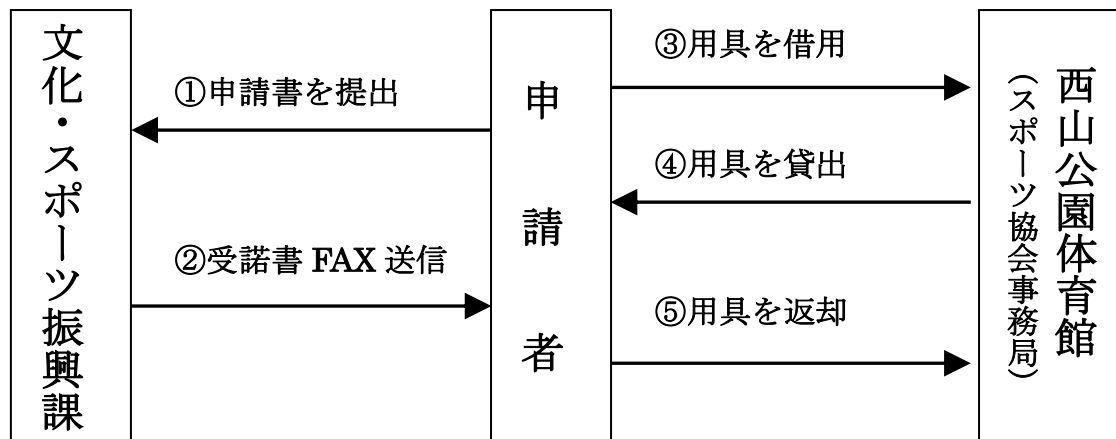 文化・スポーツ振興課
①申請書を提出
②受諾書 FAX 送信
申請者
③用具を借用
④用具を貸出
⑤用具を返却
西山公園体育館
（スポーツ協会事務局）